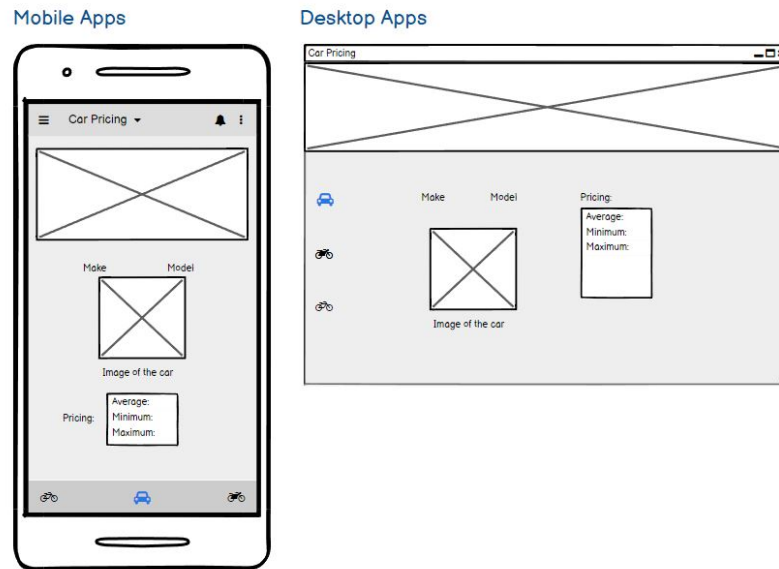 Mobile Apps
Car Pricing
Make Model
Image of the car
Pricing:
Average:
Minimum:
Maximum:
Desktop Apps
Car Pricing
Make Model
Image of the car
Pricing:
Average:
Minimum:
Maximum: